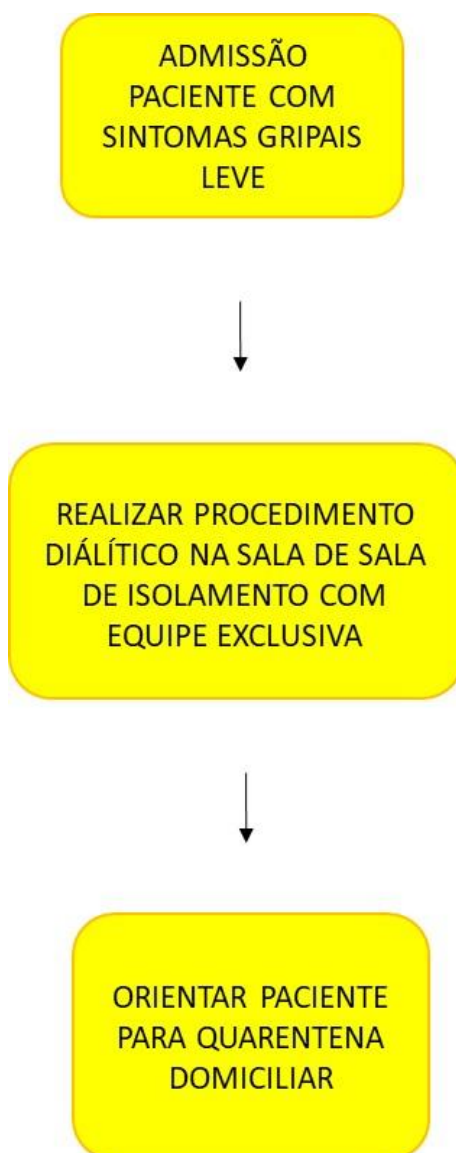 ADMISSÃO
PACIENTE COM
SINTOMAS GRIPAIS
LEVE
REALIZAR PROCEDIMENTO
DIÁLÍTICO NA SALA DE SALA
DE ISOLAMENTO COM
EQUIPE EXCLUSIVA
ORIENTAR PACIENTE
PARA QUARENTENA
DOMICILIAR